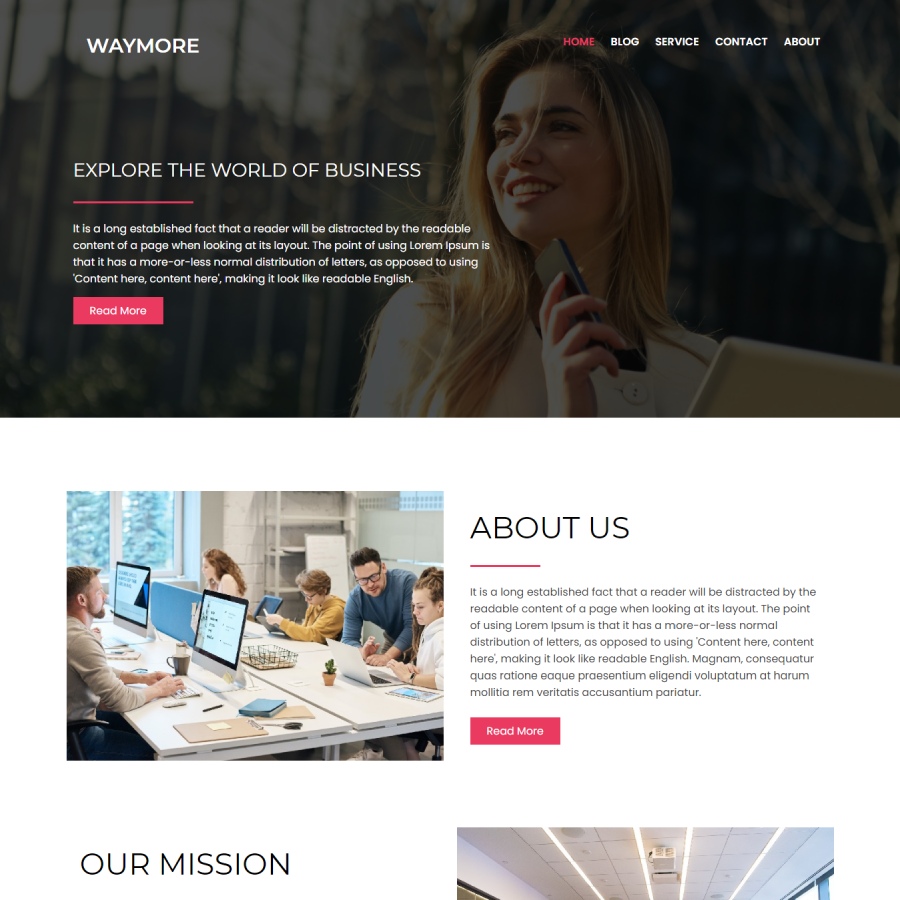 WAYMORE
HOME BLOG SERVICE CONTACT ABOUT
EXPLORE THE WORLD OF BUSINESS
It is a long established fact that a reader will be distracted by the readable
content of a page when looking at its layout. The point of using Lorem Ipsum is
that it has a more-or-less normal distribution of letters, as opposed to using
'Content here, content here', making it look like readable English.
Read More
ABOUT US
It is a long established fact that a reader will be distracted by the
readable content of a page when looking at its layout. The point
of using Lorem Ipsum is that it has a more-or-less normal
distribution of letters, as opposed to using 'Content here, content
here', making it look like readable English. Magnam, consequatur
quas ratione eaque praesentium eligendi voluptatum at harum
mollitia rem veritatis accusantium pariatur.
Read More
OUR MISSION